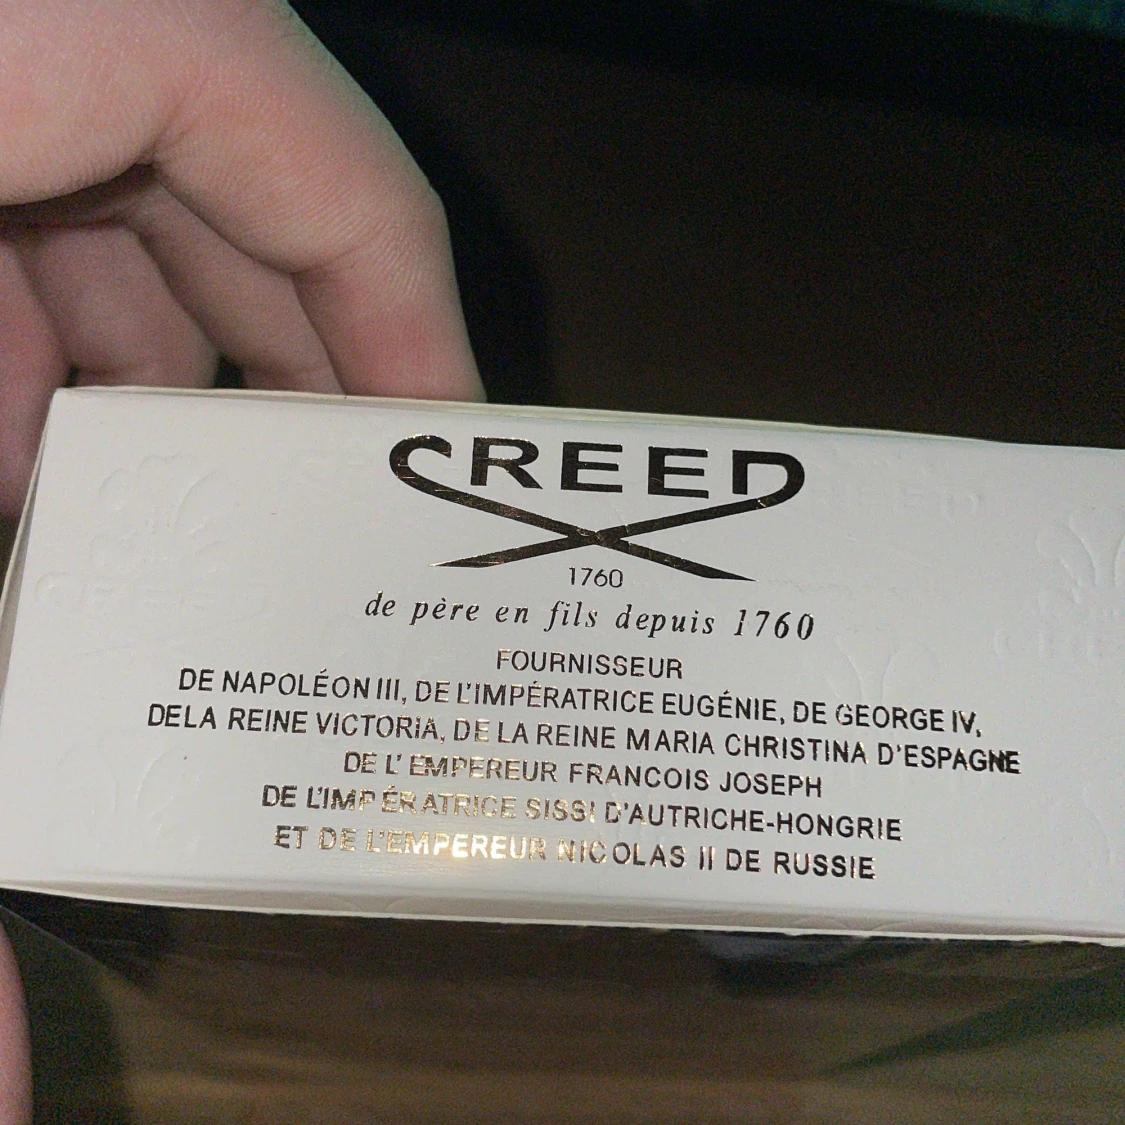 CREED
1760
de père en fils depuis 1760
FOURNISSEUR
DE NAPOLÉON III, DE L'IMPÉRATRICE EUGÉNIE, DE GEORGE IV,
DELA REINE VICTORIA, DE LA REINE MARIA CHRISTINA D'ESPAGNE
DE L' EMPEREUR FRANCOIS JOSEPH
DE L'IMPÉRATRICE SISSI D'AUTRICHE-HONGRIE
ET DE L'EMPEREUR NICOLAS II DE RUSSIE